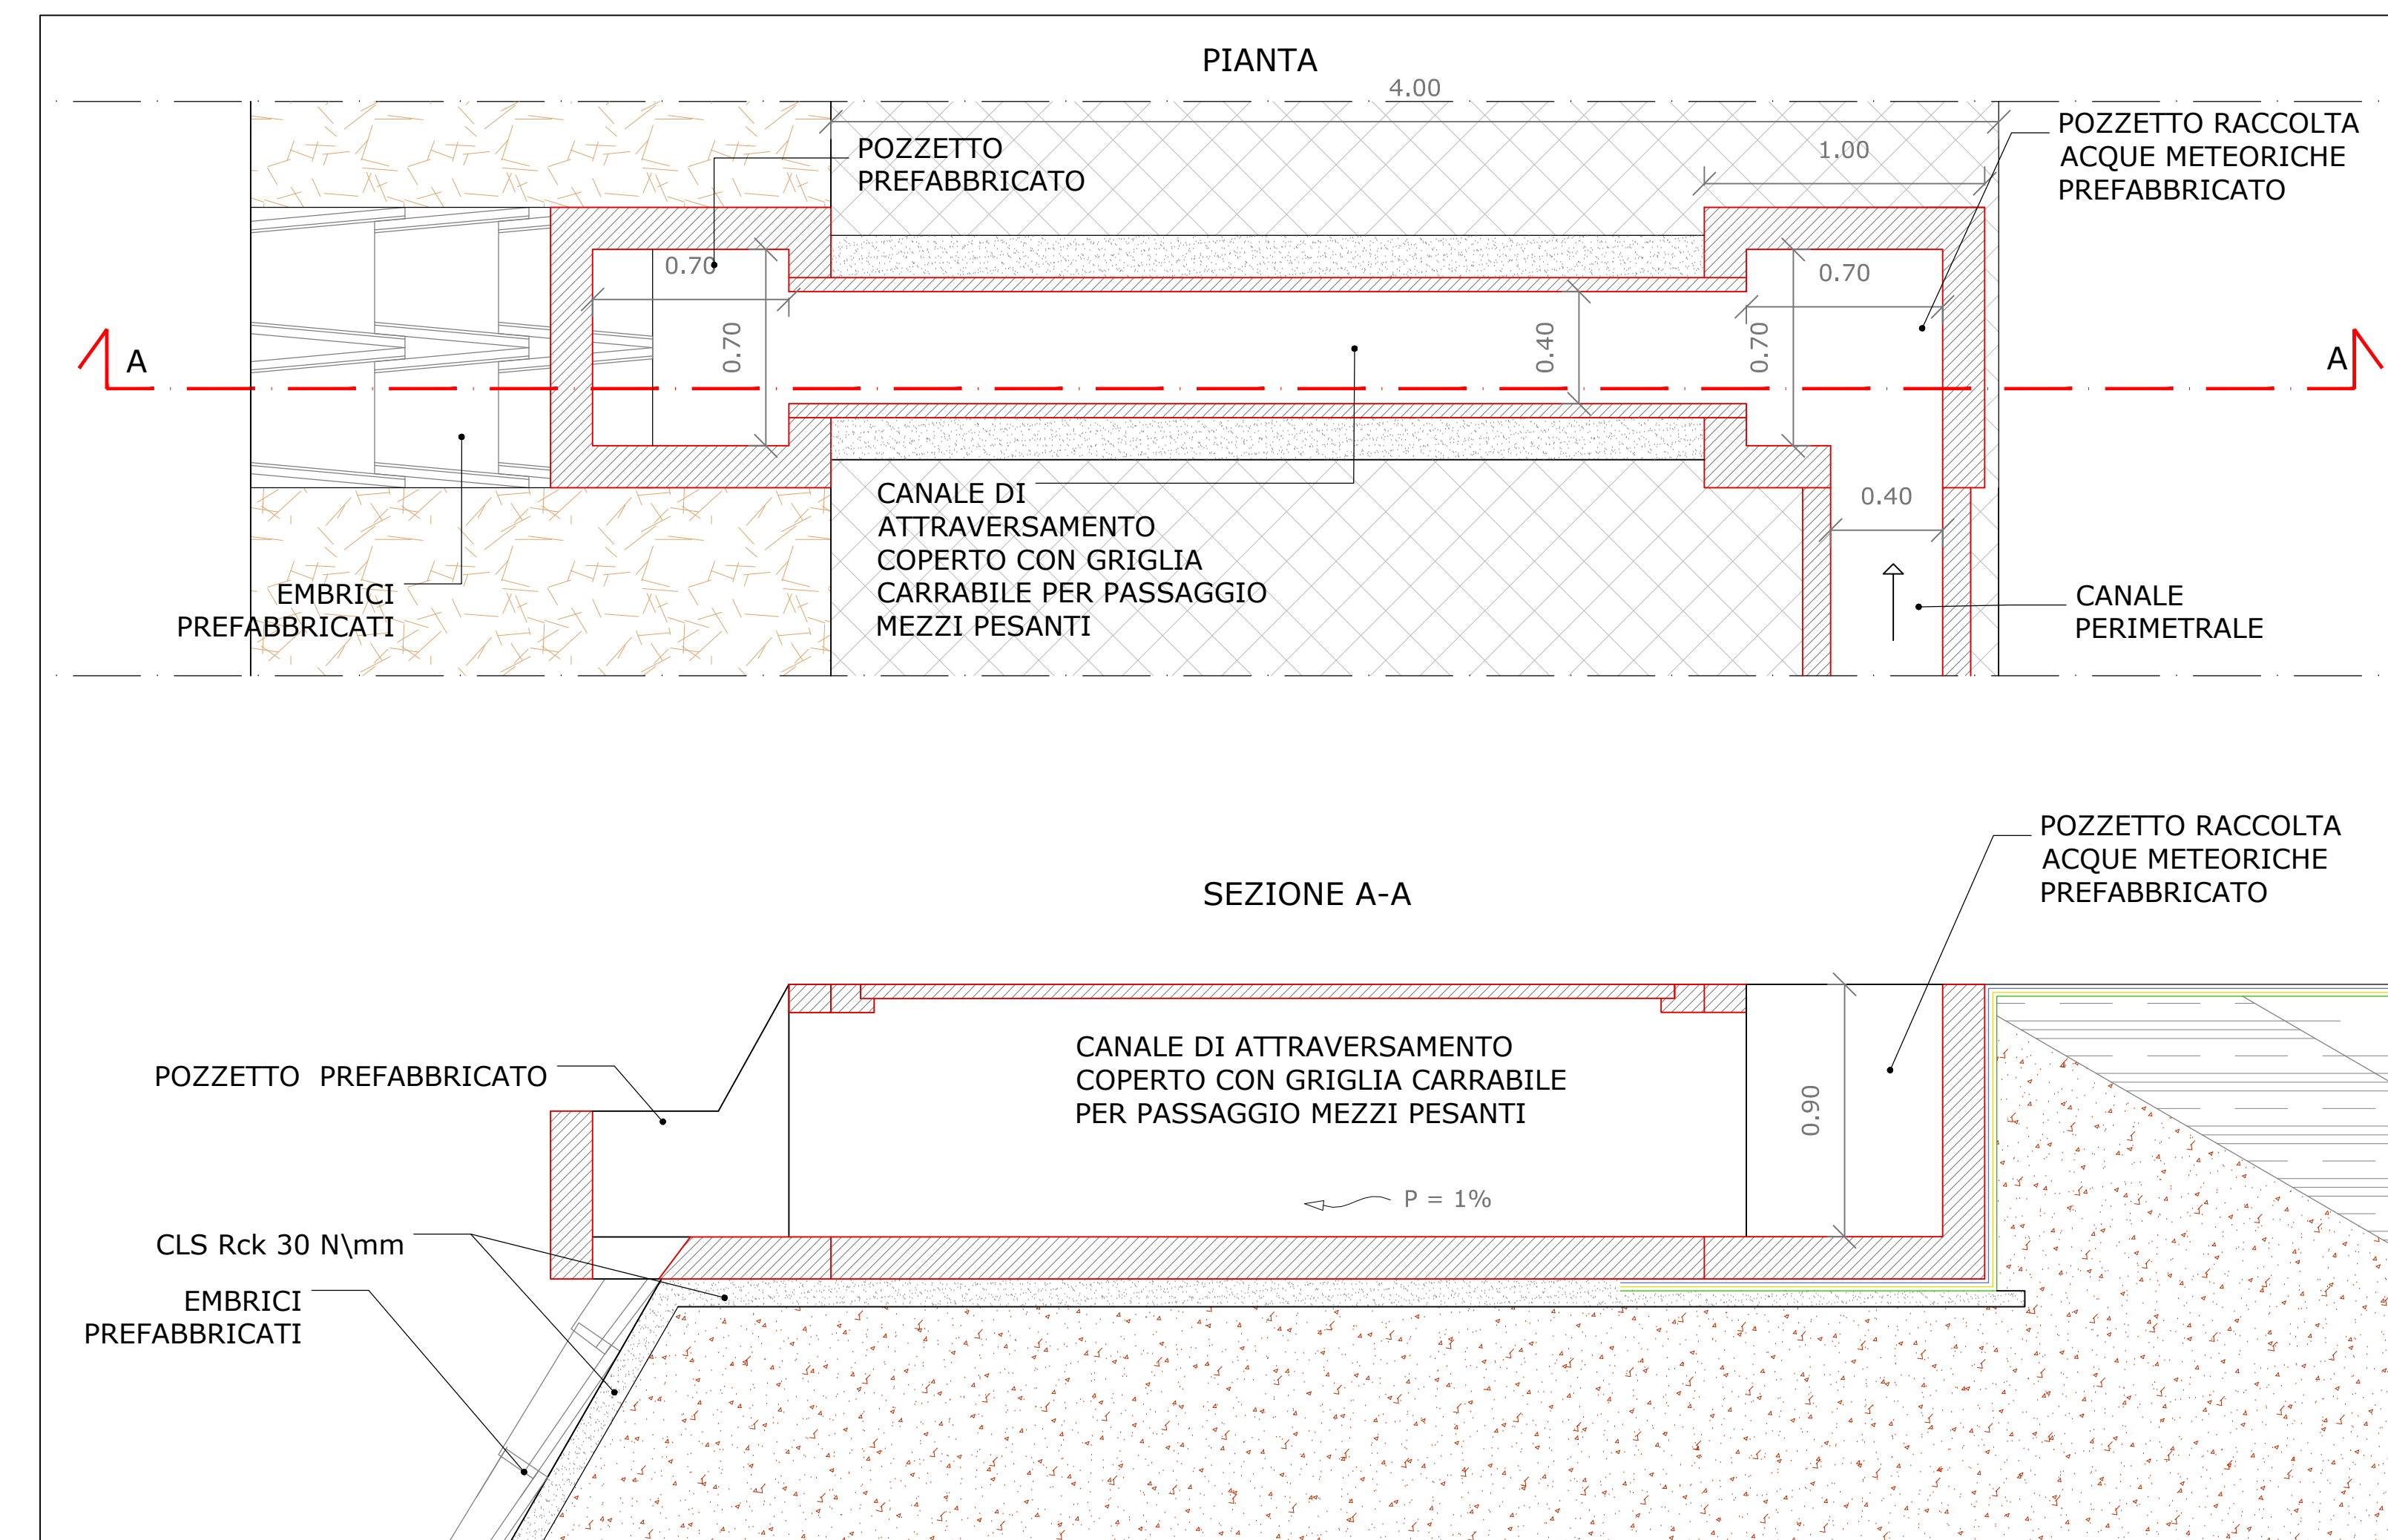 PIANTA
4.00
POZZETTO
PREFABBRICATO
1.00
POZZETTO RACCOLTA
ACQUE METEORICHE
PREFABBRICATO
0.70
0.70
0.70
0.40
0.70
A
A
CANALE DI
ATTRAVERSAMENTO
COPERTO CON GRIGLIA
CARRABILE PER PASSAGGIO
MEZZI PESANTI
0.40
EMBRICI
PREFABBRICATI
CANALE
PERIMETRALE
SEZIONE A-A
POZZETTO RACCOLTA
ACQUE METEORICHE
PREFABBRICATO
POZZETTO  PREFABBRICATO
CANALE DI ATTRAVERSAMENTO
COPERTO CON GRIGLIA CARRABILE
PER PASSAGGIO MEZZI PESANTI
0.90
P = 1%
CLS Rck 30 N\mm
EMBRICI
PREFABBRICATI